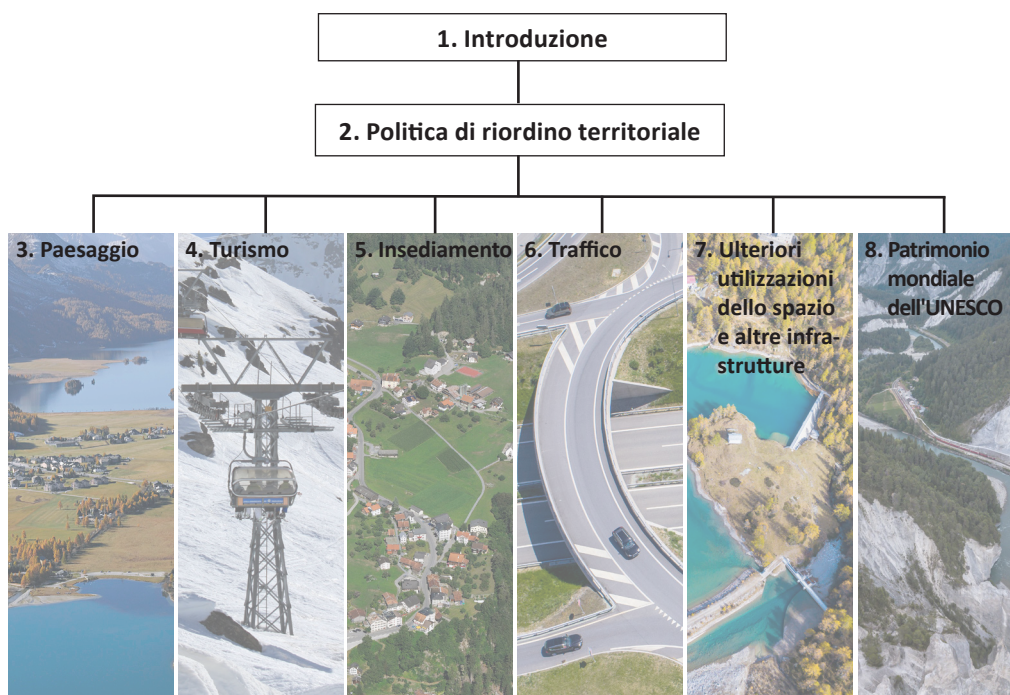 1. Introduzione
2. Politica di riordino territoriale
3. Paesaggio
4. Turismo
5. Insediamento
6. Traffico
7. Ulteriori
utilizzazioni
dello spazio
e altre infra-
strutture
8. Patrimonio
mondiale
dell'UNESCO